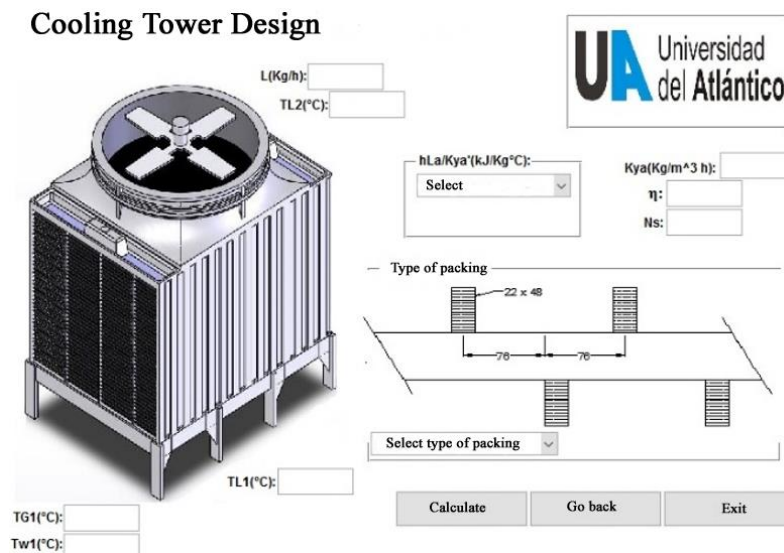 Cooling Tower Design
L(Kg/h):
TL2(°C):
UA Universidad
del Atlántico
hLa/Kya'(kJ/Kg°C):
Select
Kya(Kg/m^3 h):
η:
Ns:
Type of packing
22 x 48
76
76
Select type of packing
TL1(°C):
TG1(°C):
Tw1(°C):
Calculate
Go back
Exit